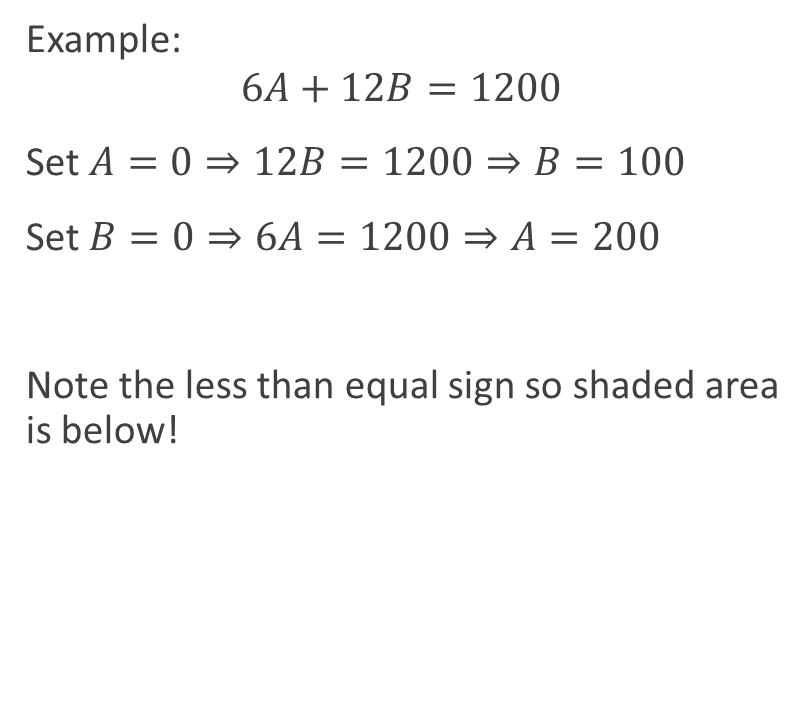 Example:
6A + 12B = 1200
Set A = 0 ⇒ 12B = 1200 ⇒ B = 100
Set B = 0 ⇒ 6A = 1200 ⇒ A = 200
Note the less than equal sign so shaded area
is below!